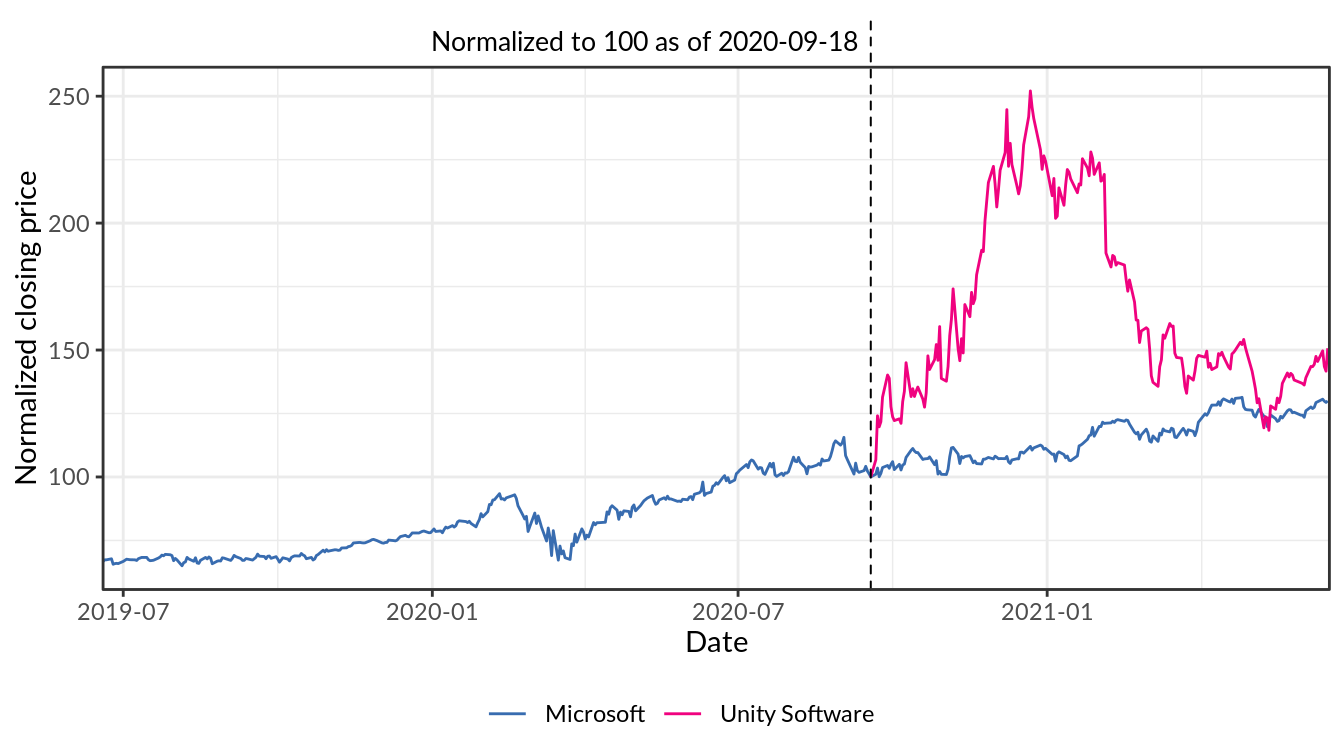 Normalized to 100 as of 2020-09-18
Normalized closing price
250
200
150
100
2019-07 2020-01 2020-07 2021-01
Date
Microsoft Unity Software